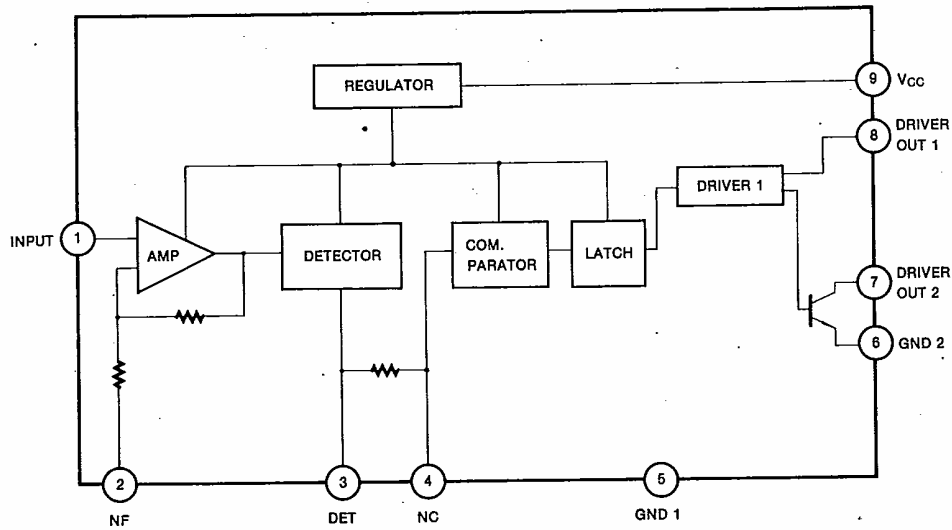 REGULATOR
9
VCC
8
DRIVER
OUT 1
DRIVER 1
INPUT
1
AMP
DETECTOR
COM.
PARATOR
LATCH
7
DRIVER
OUT 2
6
GND 2
2
3
4
5
NF
DET
NC
GND 1